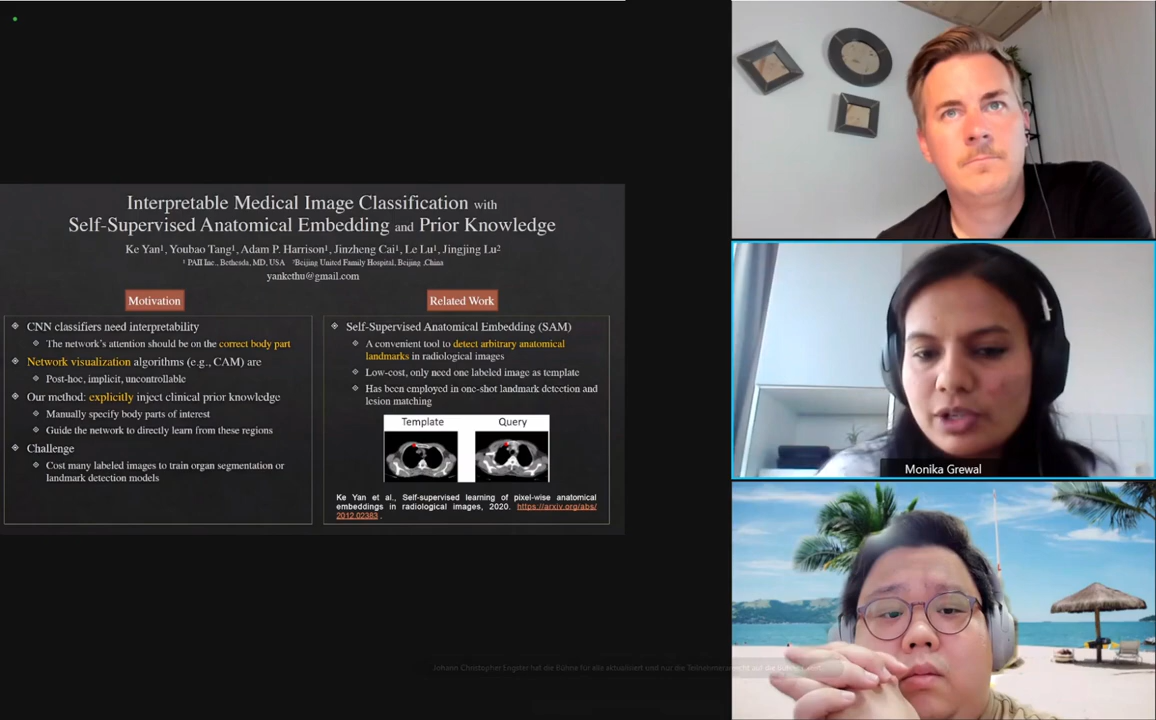 Interpretable Medical Image Classification with
Self-Supervised Anatomical Embedding and Prior Knowledge
Ke Yan¹, Youbao Tang¹, Adam P. Harrison¹, Jinzheng Cai¹, Le Lu¹, Jingjing Lu²
¹ PAII Inc., Bethesda, MD, USA ²Beijing United Family Hospital, Beijing ,China
yankethu@gmail.com
Motivation
CNN classifiers need interpretability
The network's attention should be on the correct body part
Network visualization algorithms (e.g., CAM) are
Post-hoc, implicit, uncontrollable
Our method: explicitly inject clinical prior knowledge
Manually specify body parts of interest
Guide the network to directly learn from these regions
Challenge
Cost many labeled images to train organ segmentation or
landmark detection models
Related Work
Self-Supervised Anatomical Embedding (SAM)
A convenient tool to detect arbitrary anatomical
landmarks in radiological images
Low-cost, only need one labeled image as template
Has been employed in one-shot landmark detection and
lesion matching
Template Query
Ke Yan et al., Self-supervised learning of pixel-wise anatomical
embeddings in radiological images, 2020. https://arxiv.org/abs/
2012.02383 .
Monika Grewal
Johann Christopher Engster hat die Bühne für alle aktualisiert und nur die